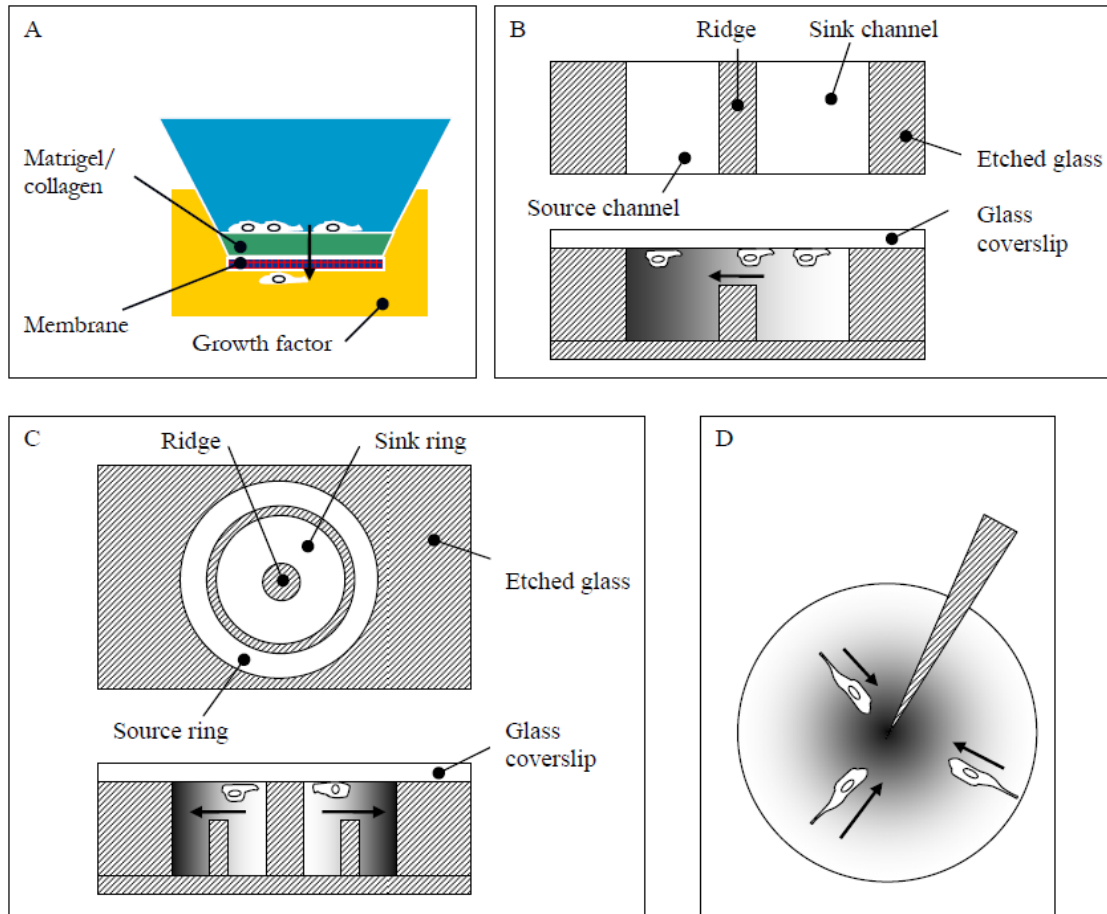 A
Matrigel/
collagen
Membrane
Growth factor
B
Ridge
Sink channel
Source channel
Etched glass
Glass
coverslip
C
Ridge
Sink ring
Etched glass
Source ring
Glass
coverslip
D